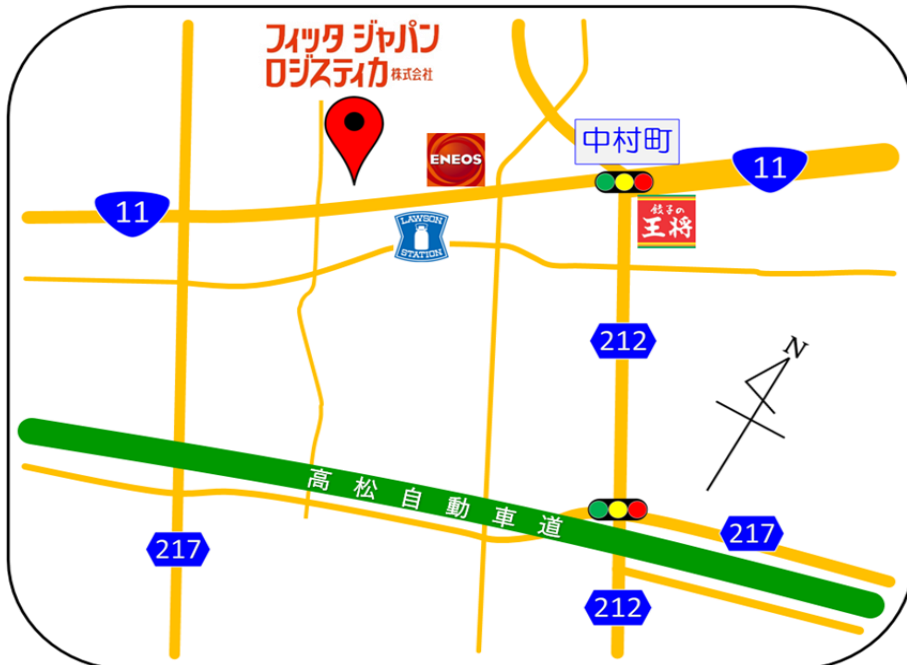 フィッタ ジャパン
ロジスティカ 株式会社
中村町
ENEOS
11
11
餃子の
王将
LAWSON
STATION
212
N
高松自動車道
217
217
212